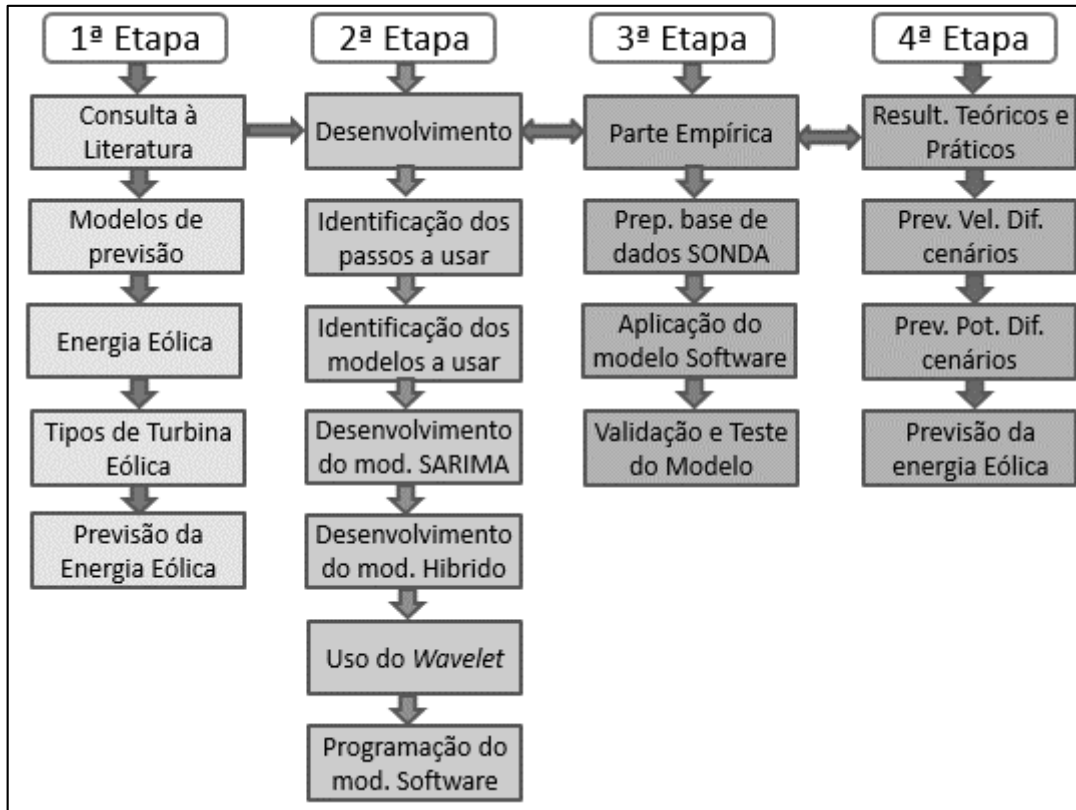 1ª Etapa
Consulta à
Literatura
Modelos de
previsão
Energia Eólica
Tipos de Turbina
Eólica
Previsão da
Energia Eólica
2ª Etapa
Desenvolvimento
Identificação dos
passos a usar
Identificação dos
modelos a usar
Desenvolvimento
do mod. SARIMA
Desenvolvimento
do mod. Hibrido
Uso do Wavelet
Programação do
mod. Software
3ª Etapa
Parte Empírica
Prep. base de
dados SONDA
Aplicação do
modelo Software
Validação e Teste
do Modelo
4ª Etapa
Result. Teóricos e
Práticos
Prev. Vel. Dif.
cenários
Prev. Pot. Dif.
cenários
Previsão da
energia Eólica